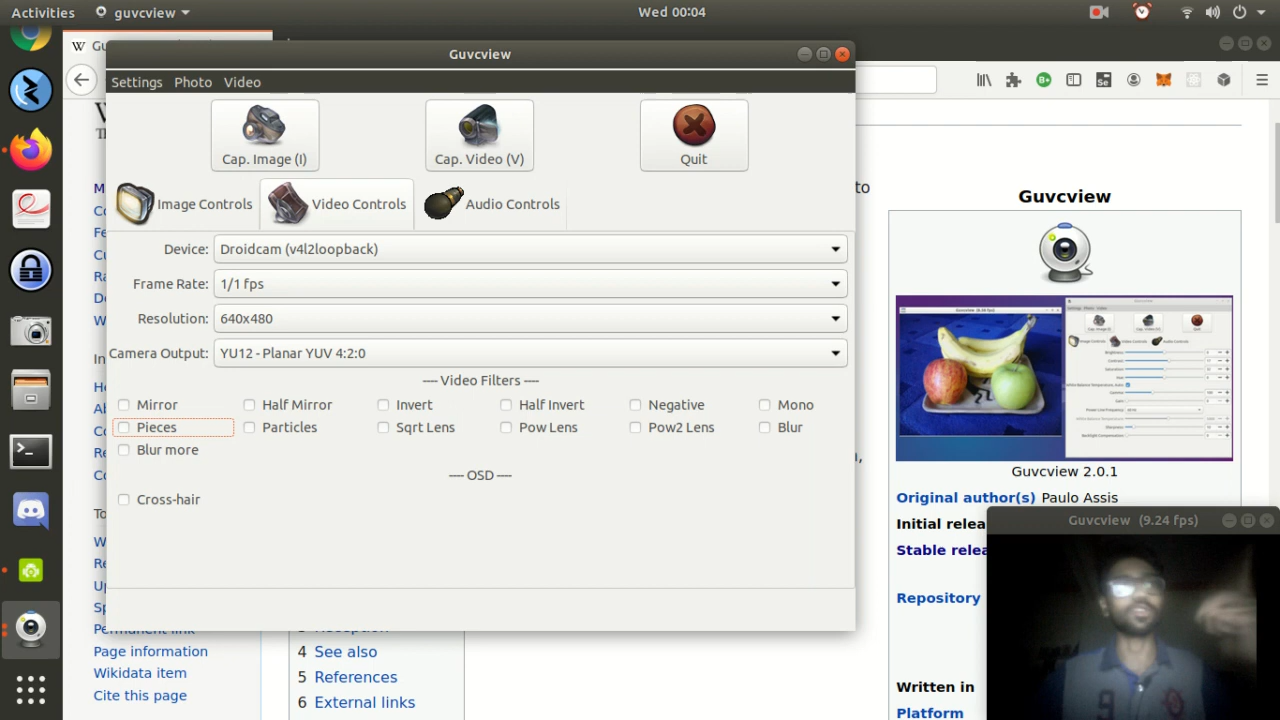 Activities guvcview Wed 00:04
Guvcview
Settings Photo Video
Cap. Image (I) Cap. Video (V) Quit
Image Controls Video Controls Audio Controls
Device: Droidcam (v4l2loopback)
Frame Rate: 1/1 fps
Resolution: 640x480
Camera Output: YU12 - Planar YUV 4:2:0
---- Video Filters ----
Mirror Half Mirror Invert Half Invert Negative Mono
Pieces Particles Sqrt Lens Pow Lens Pow2 Lens Blur
Blur more
---- OSD ----
Cross-hair
to
Guvcview
Guvcview 2.0.1
Original author(s) Paulo Assis
Initial relea
Stable relea
Repository
Written in
Platform
Guvcview (9.24 fps)
Permanent link
Page information
Wikidata item
Cite this page
4 See also
5 References
6 External links